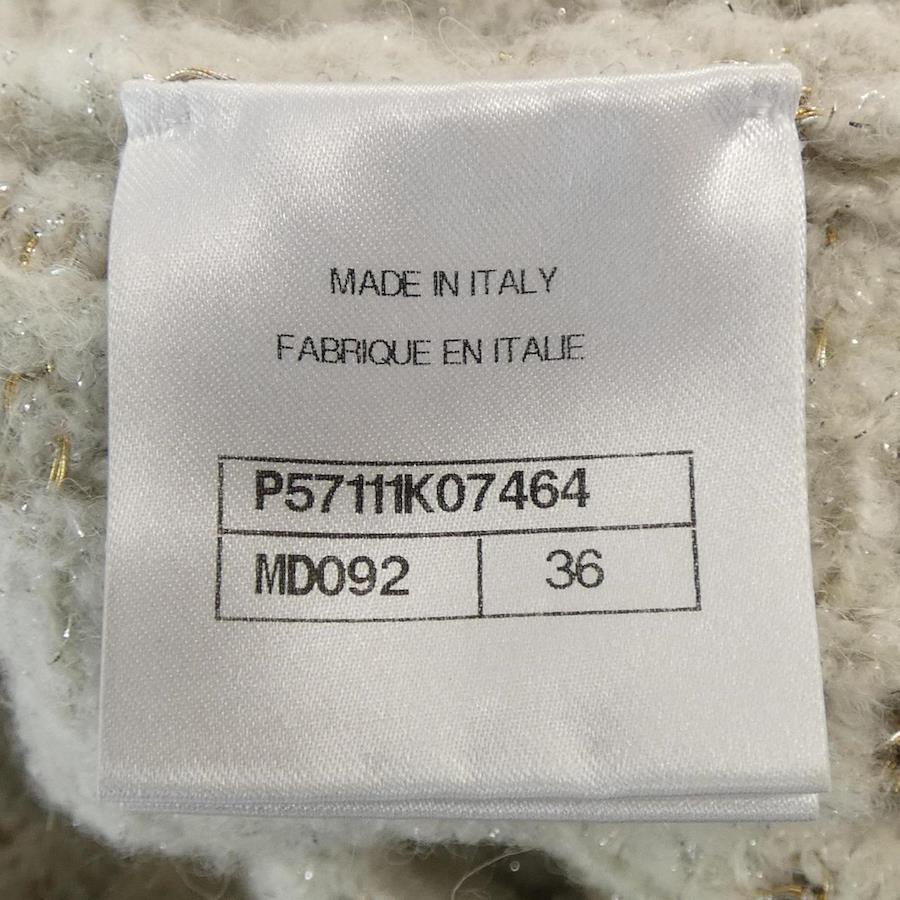 MADE IN ITALY
FABRIQUE EN ITALIE
P57111K07464
MD092 36